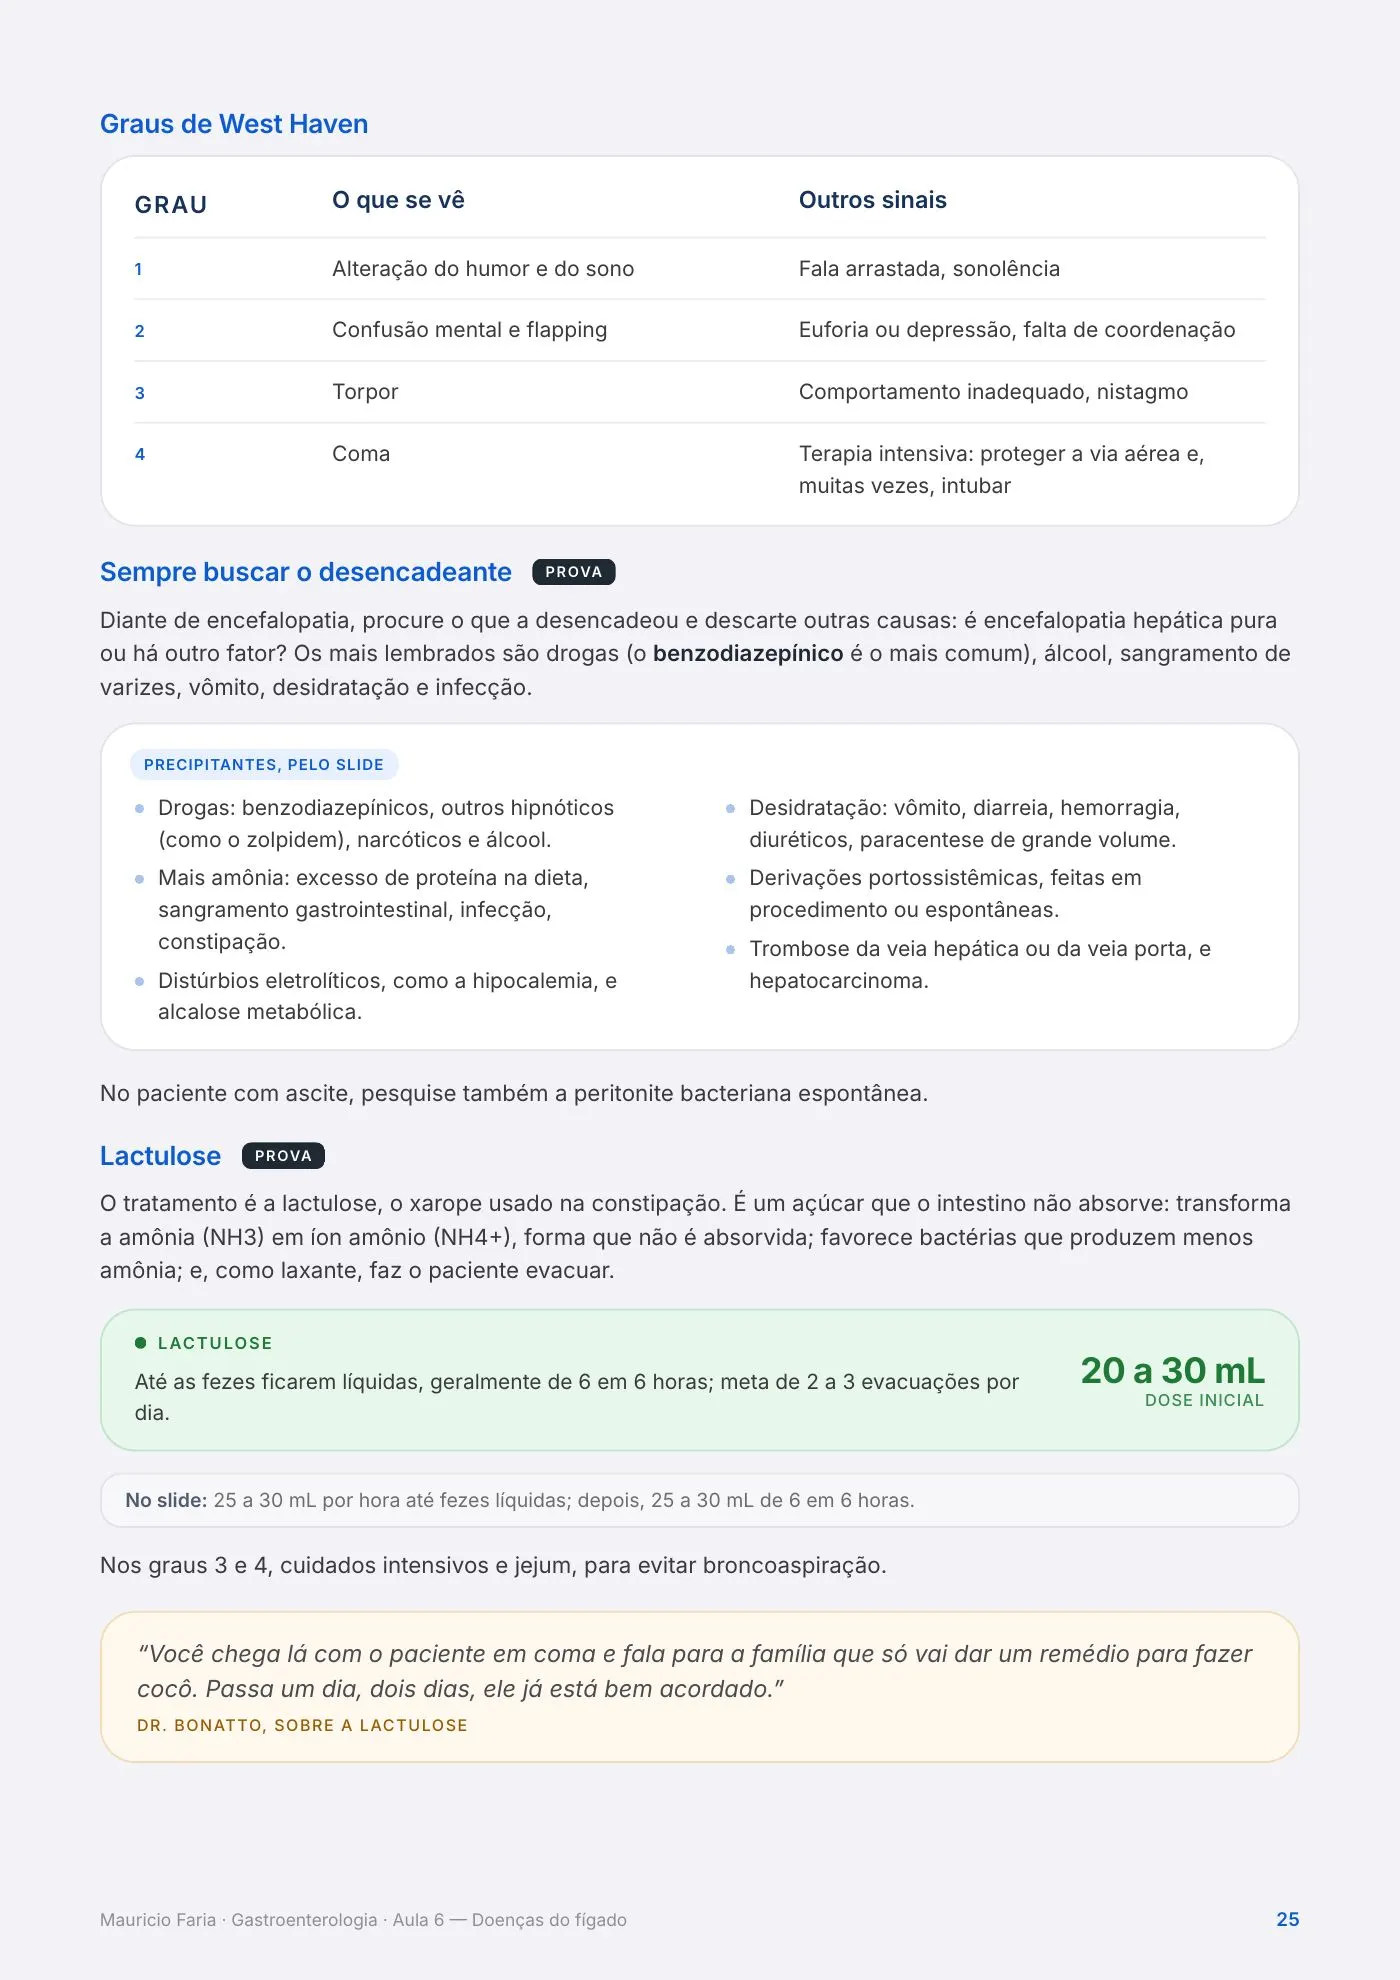 Graus de West Haven
GRAU O que se vê Outros sinais
1 Alteração do humor e do sono Fala arrastada, sonolência
2 Confusão mental e flapping Euforia ou depressão, falta de coordenação
3 Torpor Comportamento inadequado, nistagmo
4 Coma Terapia intensiva: proteger a via aérea e,
muitas vezes, intubar
Sempre buscar o desencadeante PROVA
Diante de encefalopatia, procure o que a desencadeou e descarte outras causas: é encefalopatia hepática pura
ou há outro fator? Os mais lembrados são drogas (o benzodiazepínico é o mais comum), álcool, sangramento de
varizes, vômito, desidratação e infecção.
PRECIPITANTES, PELO SLIDE
Drogas: benzodiazepínicos, outros hipnóticos
(como o zolpidem), narcóticos e álcool.
Mais amônia: excesso de proteína na dieta,
sangramento gastrointestinal, infecção,
constipação.
Distúrbios eletrolíticos, como a hipocalemia, e
alcalose metabólica.
Desidratação: vômito, diarreia, hemorragia,
diuréticos, paracentese de grande volume.
Derivações portossistêmicas, feitas em
procedimento ou espontâneas.
Trombose da veia hepática ou da veia porta, e
hepatocarcinoma.
No paciente com ascite, pesquise também a peritonite bacteriana espontânea.
Lactulose PROVA
O tratamento é a lactulose, o xarope usado na constipação. É um açúcar que o intestino não absorve: transforma
a amônia (NH3) em íon amônio (NH4+), forma que não é absorvida; favorece bactérias que produzem menos
amônia; e, como laxante, faz o paciente evacuar.
LACTULOSE
Até as fezes ficarem líquidas, geralmente de 6 em 6 horas; meta de 2 a 3 evacuações por
dia.
20 a 30 mL
DOSE INICIAL
No slide: 25 a 30 mL por hora até fezes líquidas; depois, 25 a 30 mL de 6 em 6 horas.
Nos graus 3 e 4, cuidados intensivos e jejum, para evitar broncoaspiração.
“Você chega lá com o paciente em coma e fala para a família que só vai dar um remédio para fazer
cocô. Passa um dia, dois dias, ele já está bem acordado.”
DR. BONATTO, SOBRE A LACTULOSE
Mauricio Faria · Gastroenterologia · Aula 6 — Doenças do fígado 25